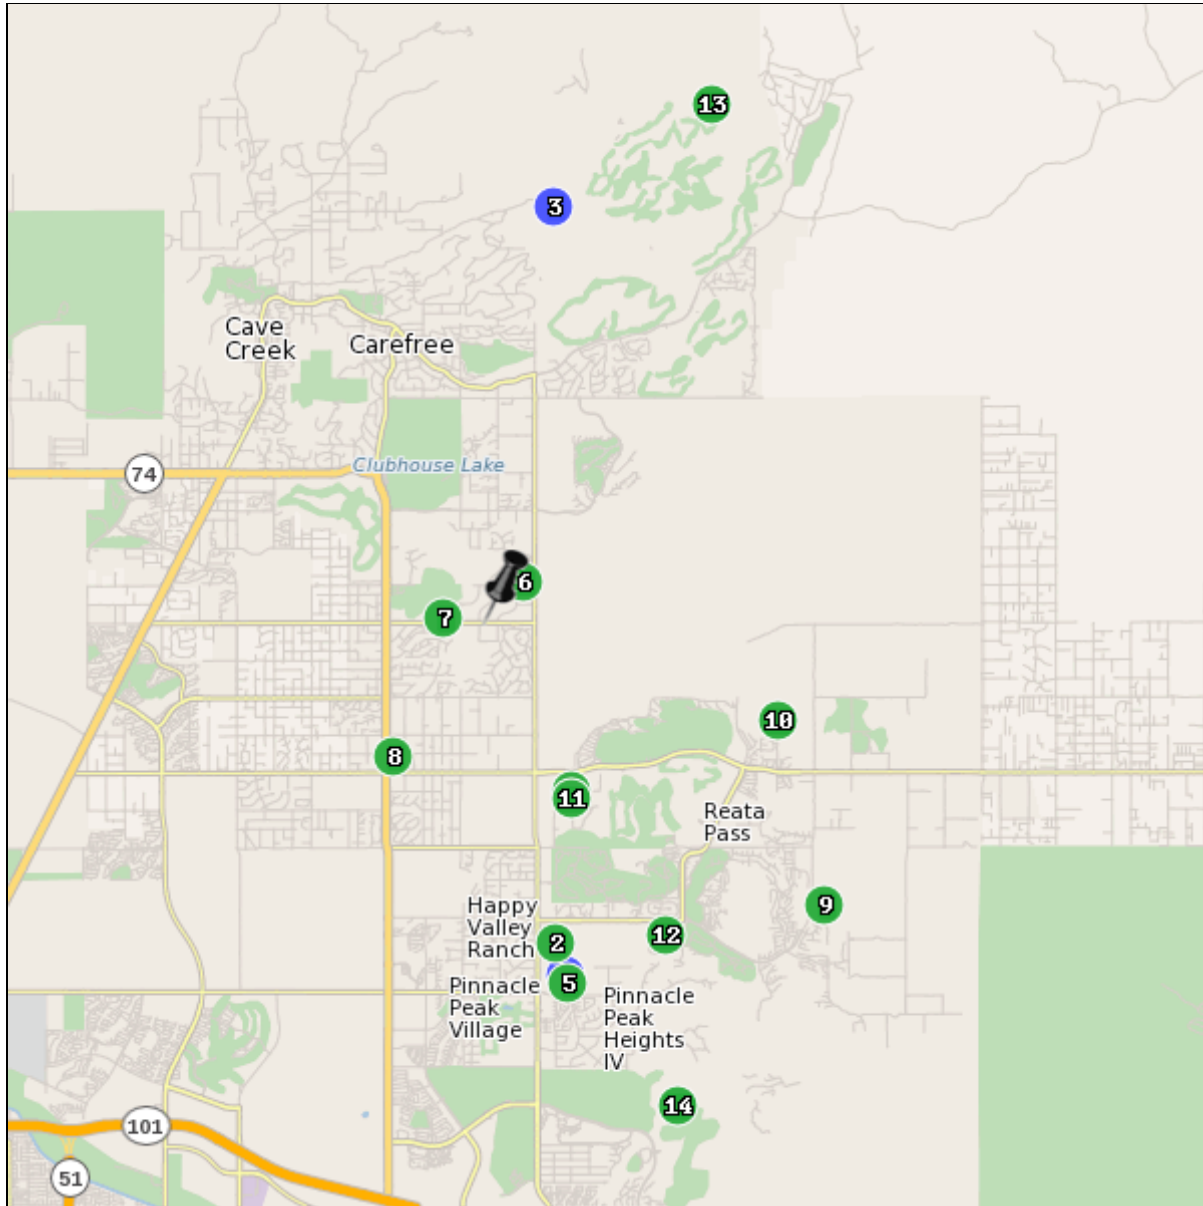 13
3
Cave
Creek
Carefree
Clubhouse Lake
74
6
7
10
8
11
Reata
Pass
9
Happy
Valley
Ranch
12
2
5
Pinnacle
Peak
Village
Pinnacle
Peak
Heights
IV
14
101
51